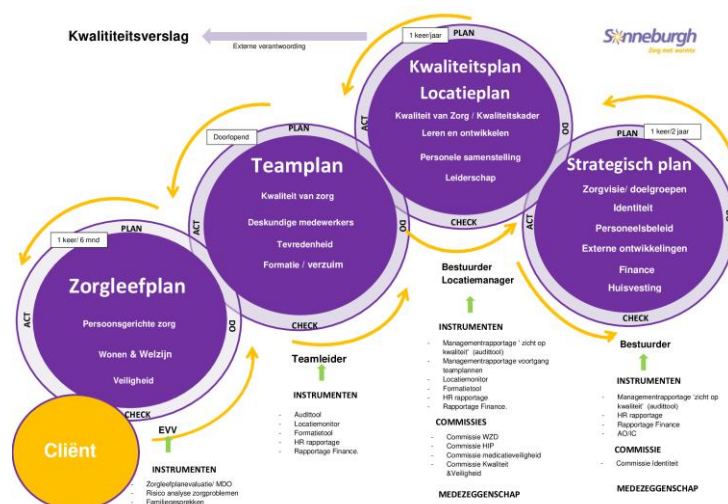 Kwalititeitsverslag
Externe verantwoording
Sonneburgh
Zorg met warmte
1 keer/jaar
PLAN
Kwaliteitsplan
Locatieplan
Kwaliteit van Zorg / Kwaliteitskader
Leren en ontwikkelen
Personele samenstelling
Leiderschap
ACT
DO
CHECK
Doorlopend
PLAN
Teamplan
Kwaliteit van zorg
Deskundige medewerkers
Tevredenheid
Formatie / verzuim
ACT
DO
CHECK
PLAN
1 keer/2 jaar
Strategisch plan
Zorgvisie/ doelgroepen
Identiteit
Personeelsbeleid
Externe ontwikkelingen
Finance
Huisvesting
ACT
DO
CHECK
1 keer/ 6 mnd
PLAN
Zorgleefplan
Persoonsgerichte zorg
Wonen & Welzijn
Veiligheid
ACT
DO
CHECK
Cliënt
EVV
INSTRUMENTEN
- Zorgleefplanevaluatie/ MDO
- Risico analyse zorgproblemen
- Familiegesprekken
Teamleider
INSTRUMENTEN
- Audittool
- Locatiemonitor
- Formatietool
- HR rapportage
- Rapportage Finance.
Bestuurder
Locatiemanager
INSTRUMENTEN
- Managementrapportage ' zicht op
kwaliteit' (audittool)
- Managementrapportage voortgang
teamplannen
- Locatiemonitor
- Formatietool
- HR rapportage
- Rapportage Finance.
COMMISSIES
- Commissie WZD
- Commissie HIP
- Commissie medicatieveiligheid
- Commissie Kwaliteit
&Veiligheid
MEDEZEGGENSCHAP
Bestuurder
INSTRUMENTEN
- Managementrapportage 'zicht op
kwaliteit' (audittool)
- HR rapportage
- Rapportage Finance
- AO/IC
COMMISSIE
- Commissie Identiteit
MEDEZEGGENSCHAP